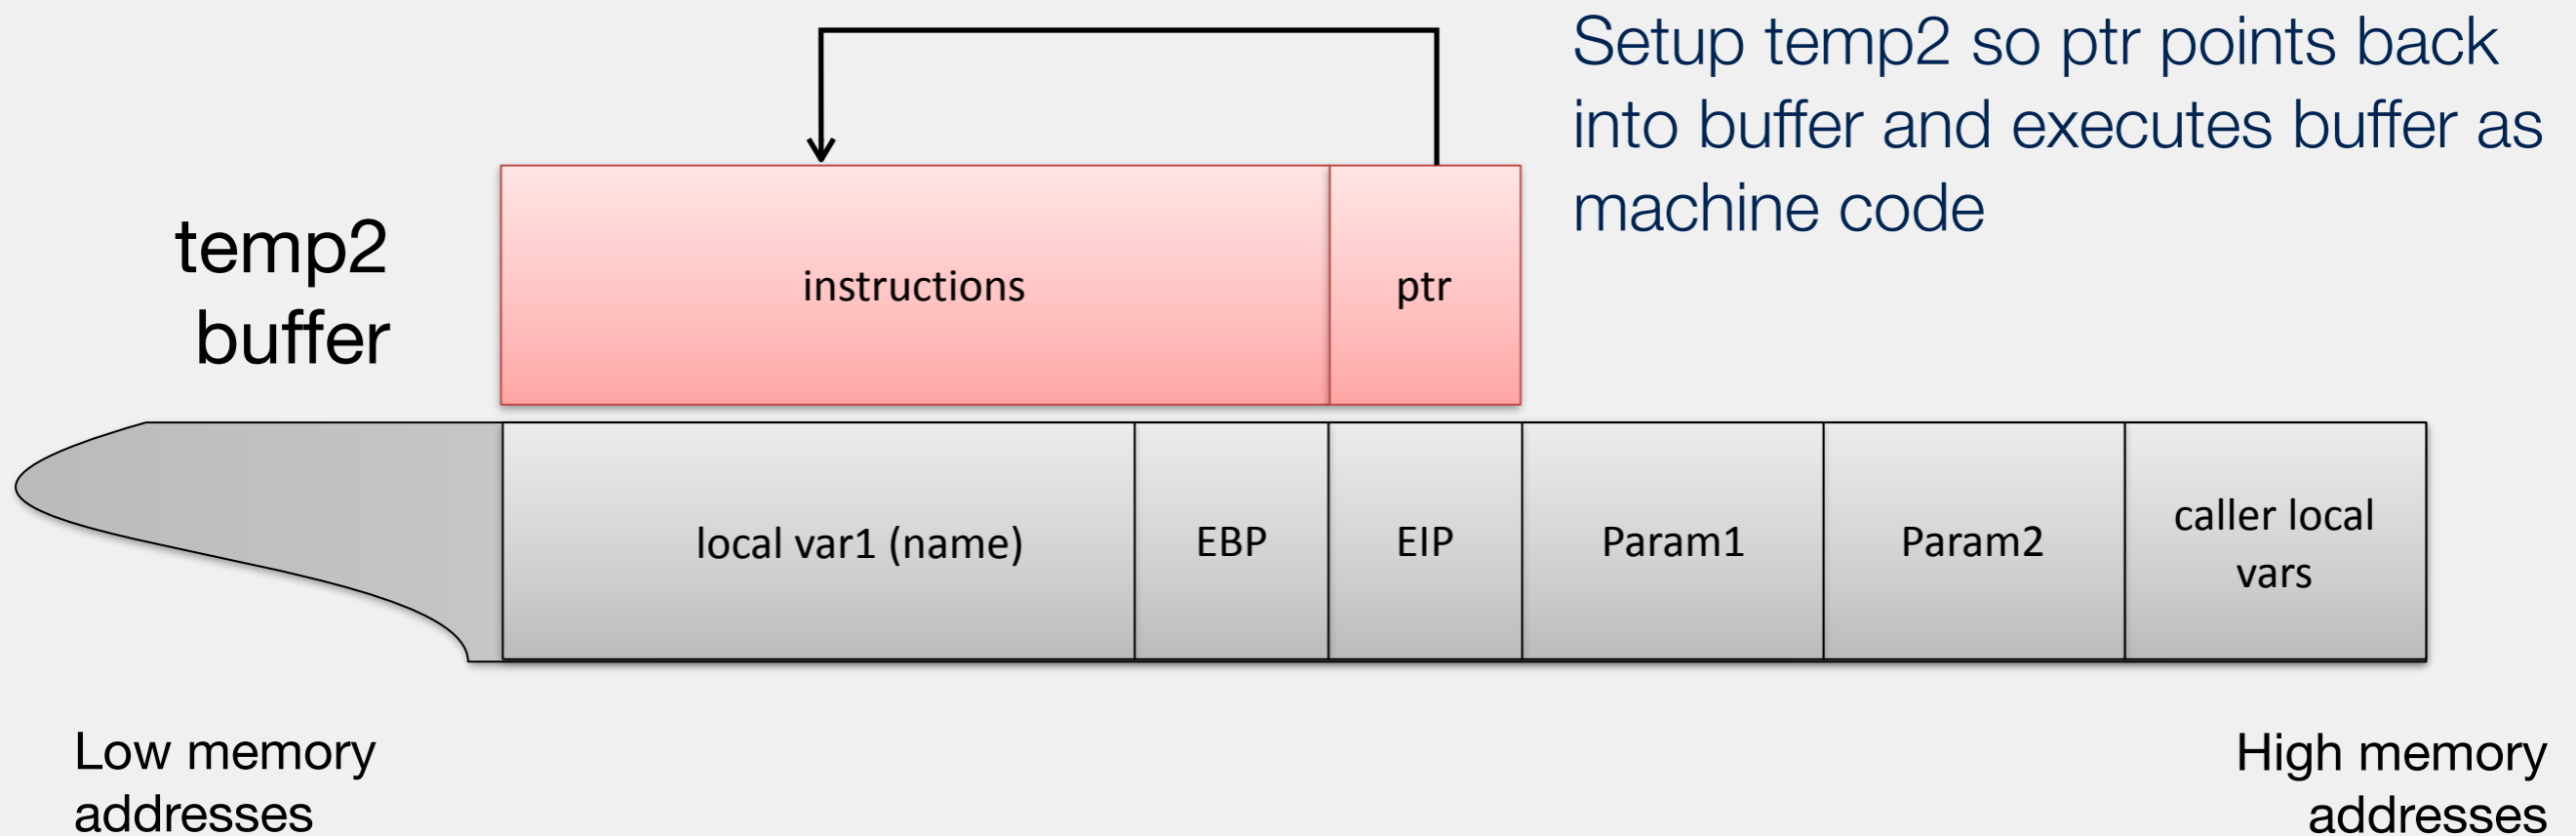 Setup temp2 so ptr points back
into buffer and executes buffer as
machine code
temp2
buffer
instructions
ptr
local var1 (name)
EBP
EIP
Param1
Param2
caller local
vars
Low memory
addresses
High memory
addresses